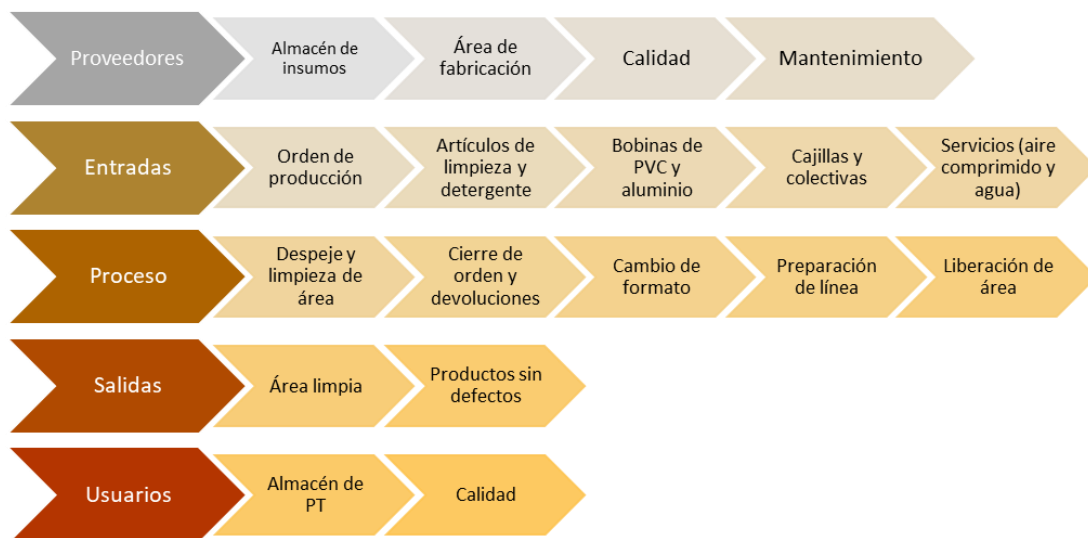 Proveedores
Almacén de
insumos
Área de
fabricación
Calidad
Mantenimiento
Entradas
Orden de
producción
Artículos de
limpieza y
detergente
Bobinas de
PVC y
aluminio
Cajillas y
colectivas
Servicios (aire
comprimido y
agua)
Proceso
Despeje y
limpieza de
área
Cierre de
orden y
devoluciones
Cambio de
formato
Preparación
de línea
Liberación de
área
Salidas
Área limpia
Productos sin
defectos
Usuarios
Almacén de
PT
Calidad